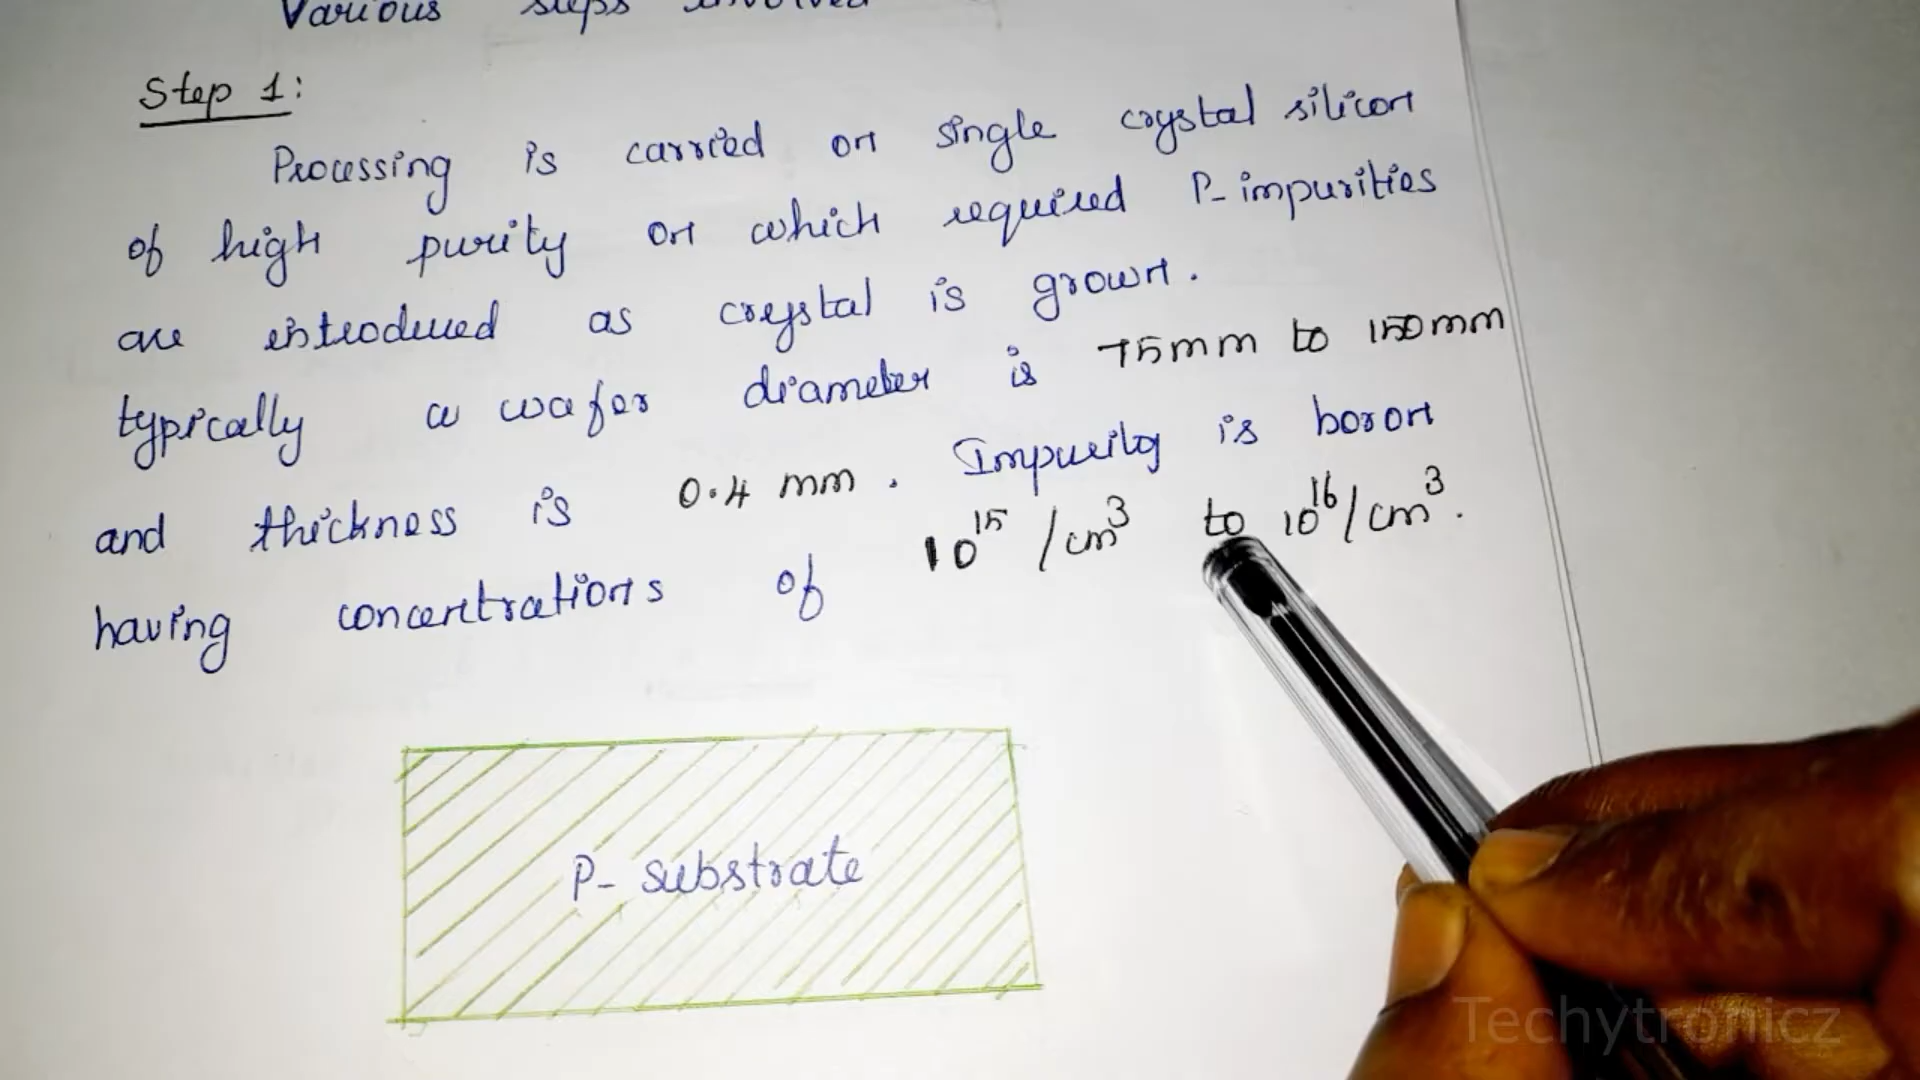 Various steps involved
Step 1:
Processing is carried on single crystal silicon
of high purity on which required P-impurities
are introduced as crystal is grown.
typically a wafer diameter is 75mm to 150mm
and thickness is 0.4 mm. Impurity is boron
having concentrations of 10^15 /cm^3 to 10^16/cm^3.
P- substrate
Techytronicz